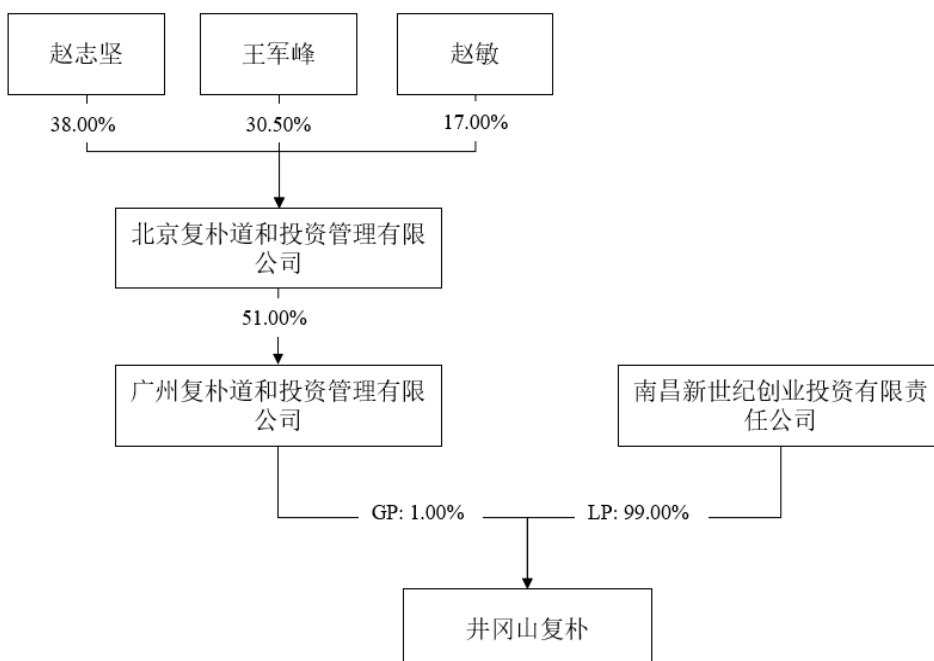 赵志坚
王军峰
赵敏
38.00%
30.50%
17.00%
北京复朴道和投资管理有限
公司
51.00%
广州复朴道和投资管理有限
公司
南昌新世纪创业投资有限责
任公司
GP: 1.00%
LP: 99.00%
井冈山复朴